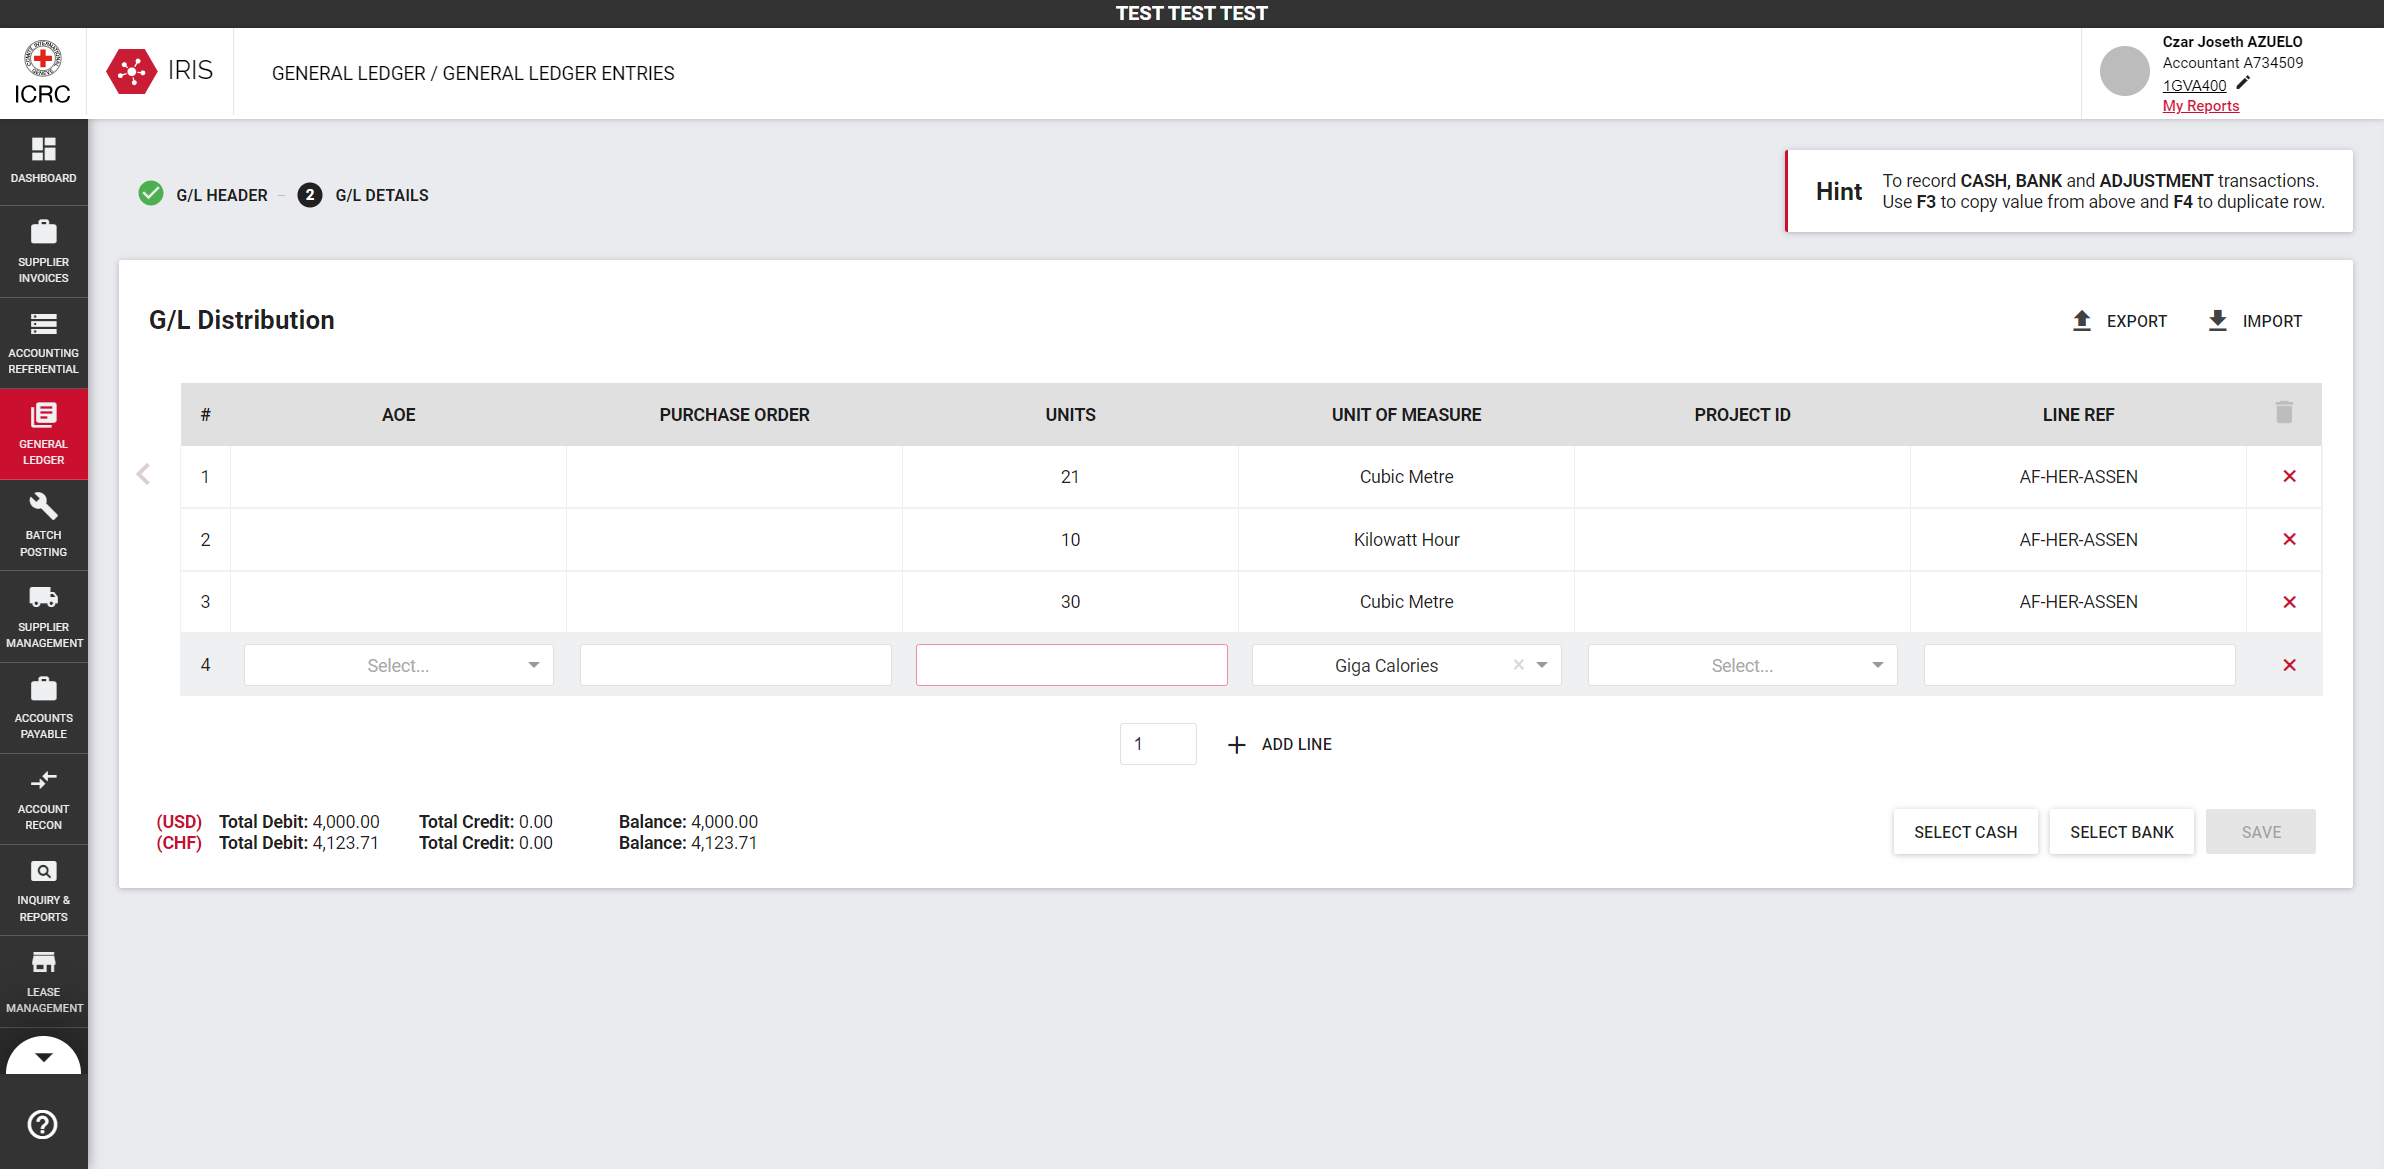 TEST TEST TEST
ICRC
IRIS
GENERAL LEDGER / GENERAL LEDGER ENTRIES
Czar Joseth AZUELO
Accountant A734509
1GVA400
My Reports
DASHBOARD
SUPPLIER
INVOICES
ACCOUNTING
REFERENTIAL
GENERAL
LEDGER
BATCH
POSTING
SUPPLIER
MANAGEMENT
ACCOUNTS
PAYABLE
ACCOUNT
RECON
INQUIRY &
REPORTS
LEASE
MANAGEMENT
G/L HEADER
2 G/L DETAILS
Hint
To record CASH, BANK and ADJUSTMENT transactions.
Use F3 to copy value from above and F4 to duplicate row.
G/L Distribution
EXPORT
IMPORT
# AOE PURCHASE ORDER UNITS UNIT OF MEASURE PROJECT ID LINE REF
1 21 Cubic Metre AF-HER-ASSEN
2 10 Kilowatt Hour AF-HER-ASSEN
3 30 Cubic Metre AF-HER-ASSEN
4 Select... Giga Calories Select...
1 ADD LINE
(USD) Total Debit: 4,000.00 Total Credit: 0.00 Balance: 4,000.00
(CHF) Total Debit: 4,123.71 Total Credit: 0.00 Balance: 4,123.71
SELECT CASH
SELECT BANK
SAVE